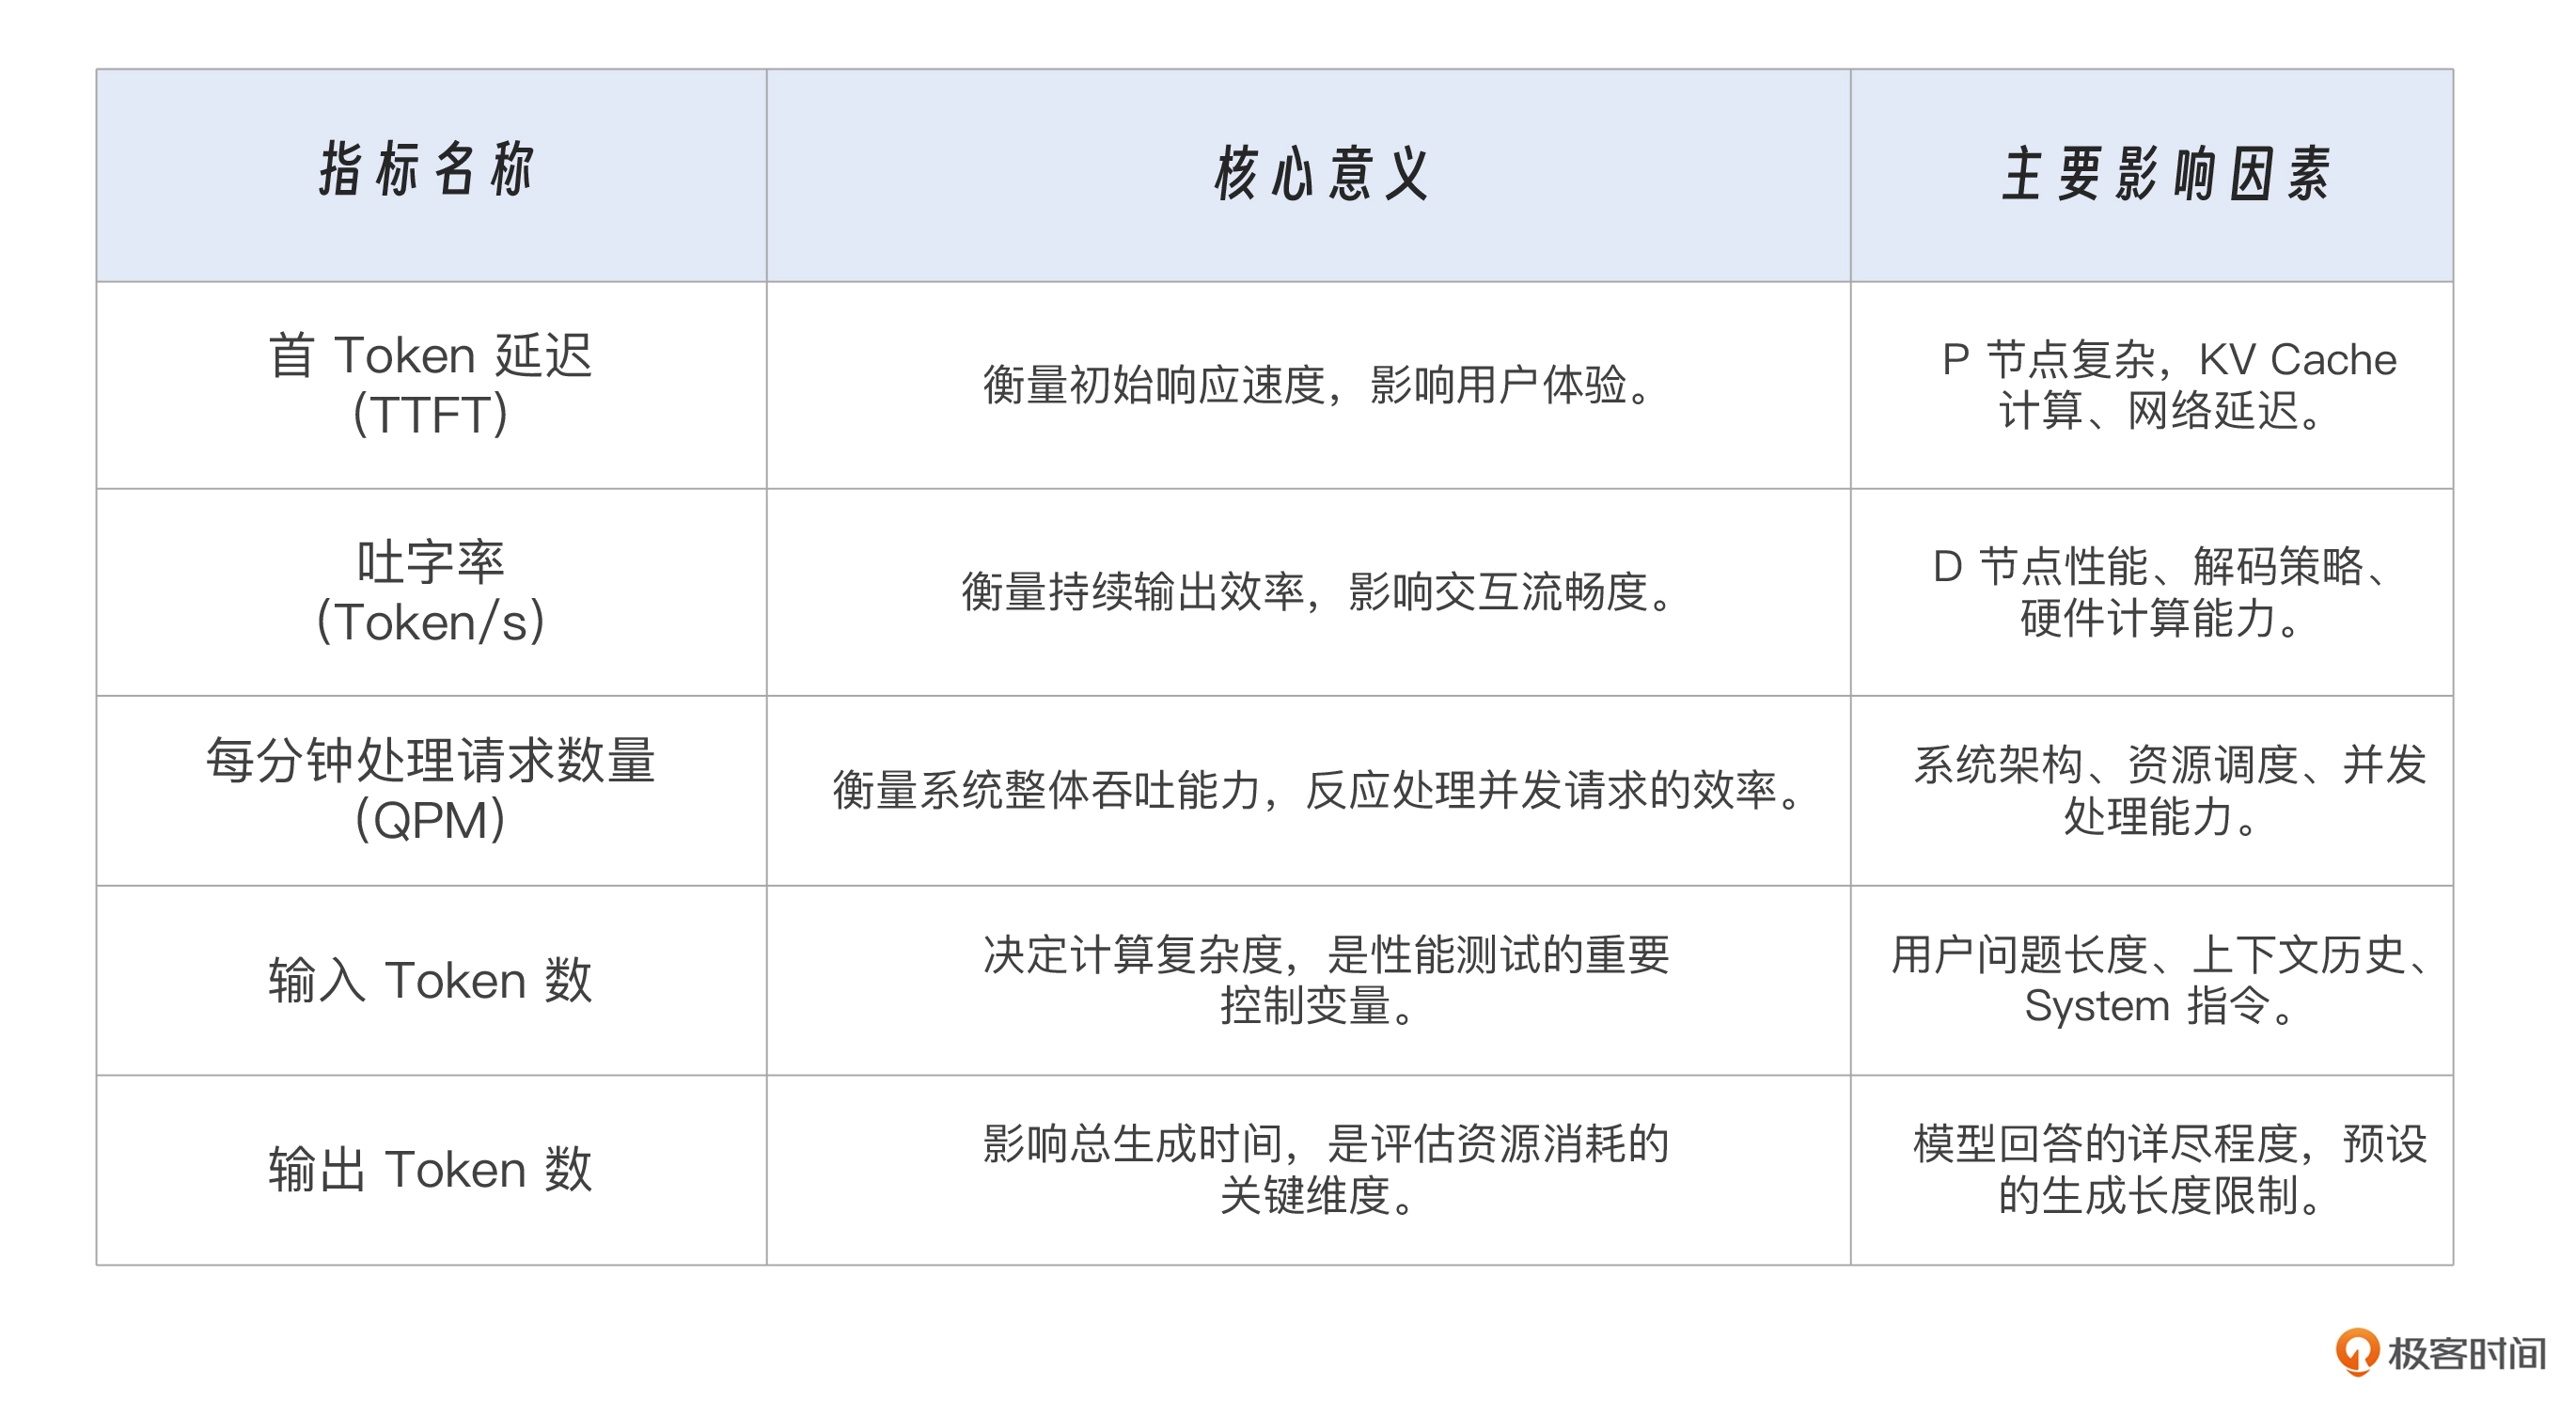 指标名称
核心意义
主要影响因素
首 Token 延迟
(TTFT)
衡量初始响应速度，影响用户体验。
P 节点复杂，KV Cache
计算、网络延迟。
吐字率
(Token/s)
衡量持续输出效率，影响交互流畅度。
D 节点性能、解码策略、
硬件计算能力。
每分钟处理请求数量
(QPM)
衡量系统整体吞吐能力，反应处理并发请求的效率。
系统架构、资源调度、并发
处理能力。
输入 Token 数
决定计算复杂度，是性能测试的重要
控制变量。
用户问题长度、上下文历史、
System 指令。
输出 Token 数
影响总生成时间，是评估资源消耗的
关键维度。
模型回答的详尽程度，预设
的生成长度限制。
极客时间